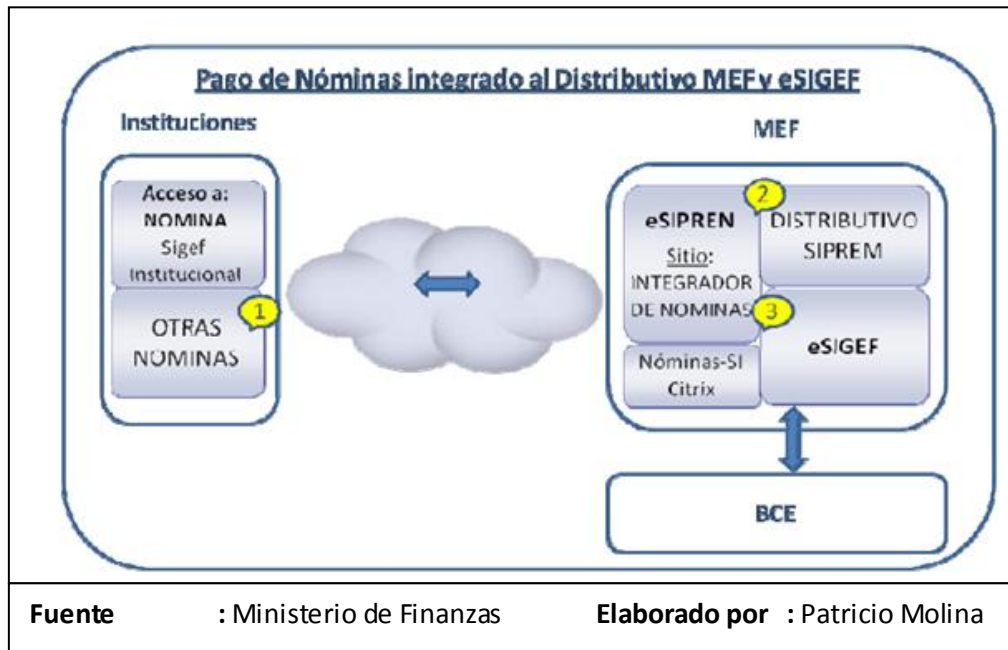 Pago de Nóminas integrado al Distributivo MEF y eSIGEF
Instituciones
Acceso a:
NOMINA
Sigef
Institucional
OTRAS
NOMINAS
1
MEF
eSIPREN
Sitio:
INTEGRADOR
DE NOMINAS
2
DISTRIBUTIVO
SIPREM
3
eSIGEF
Nóminas-SI
Citrix
BCE
Fuente : Ministerio de Finanzas Elaborado por : Patricio Molina